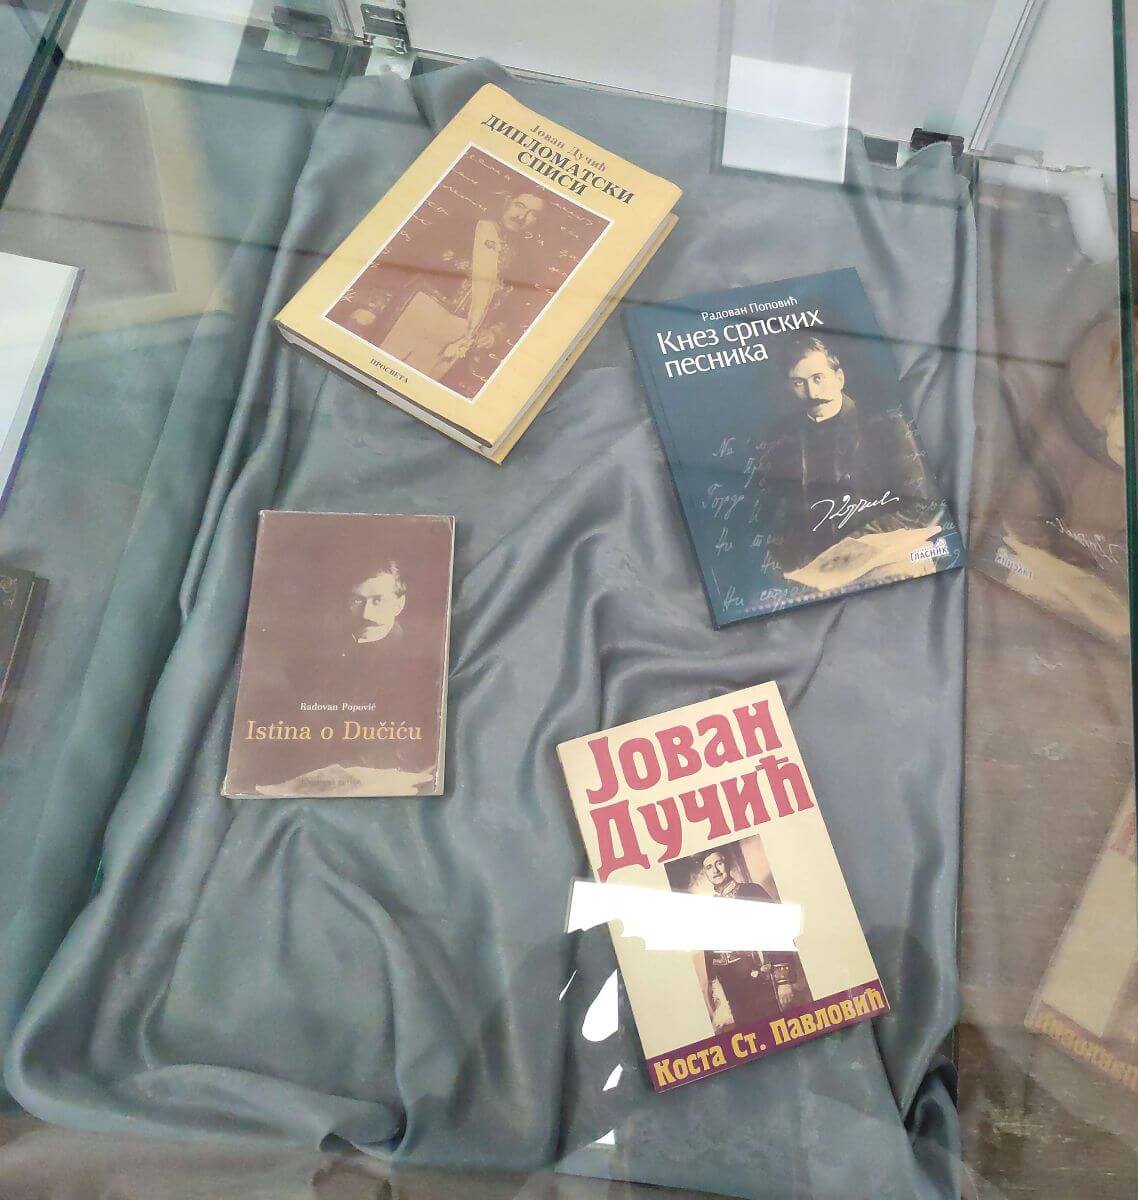 Јован Дучић
ДИПЛОМАТСКИ
СПИСИ
ПРОСВЕТА
Радован Поповић
Кнез српских
песника
Гласник
Radovan Popović
Istina o Dučiću
Јован
Дучић
Коста Ст. Павловић